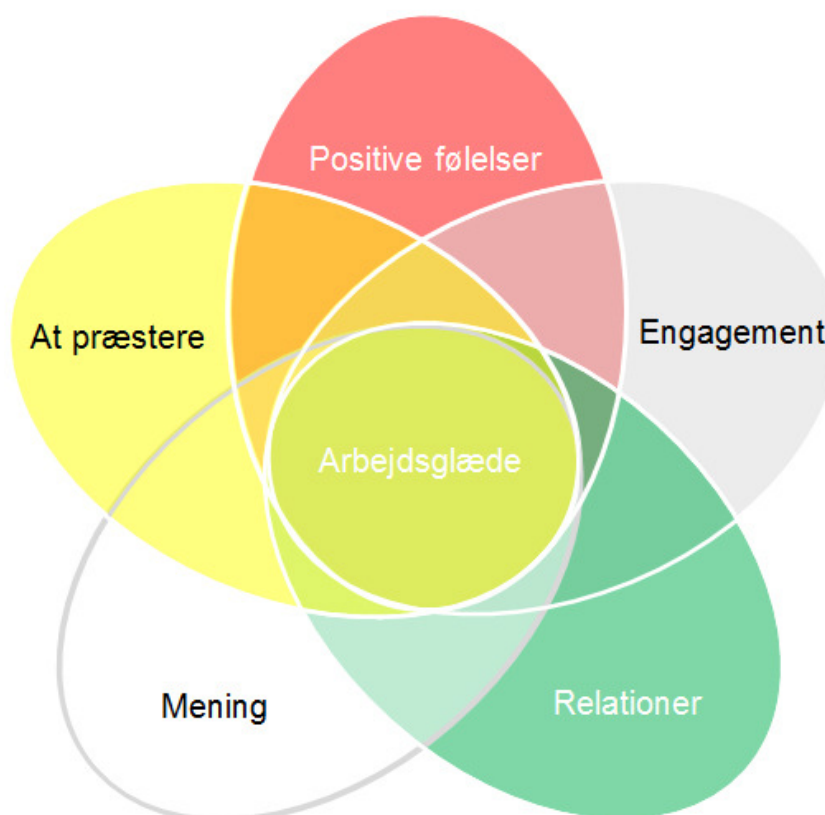 Positive følelser
At præstere
Engagement
Arbejdsglæde
Mening
Relationer